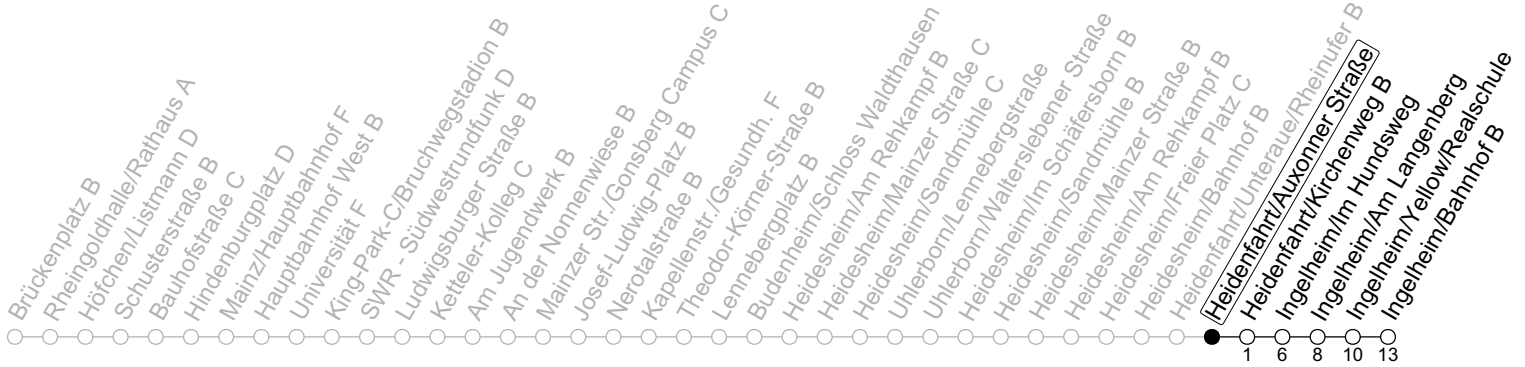 Brückenplatz B
Rheingoldhalle/Rathaus A
Höfchen/Listmann D
Schusterstraße B
Bauhofstraße C
Hindenburgplatz D
Mainz/Hauptbahnhof F
Hauptbahnhof West B
Universität F
King-Park-C/Bruchwegstadion B
SWR - Südwestrundfunk D
Ludwigsburger Straße B
Ketteler-Kolleg C
Am Jugendwerk B
An der Nonnenwiese B
Mainzer Str./Gonsberg Campus C
Josef-Ludwig-Platz B
Nerotalstraße B
Kapellenstr./Gesundh. F
Theodor-Körner-Straße B
Lennebergplatz B
Budenheim/Schloss Waldthausen
Heidesheim/Am Rehkampf B
Heidesheim/Mainzer Straße C
Heidesheim/Sandmühle C
Uhlerborn/Lennebergstraße
Uhlerborn/Walterslebener Straße
Heidesheim/Im Schäfersborn B
Heidesheim/Sandmühle B
Heidesheim/Mainzer Straße B
Heidesheim/Am Rehkampf B
Heidesheim/Freier Platz C
Heidesheim/Bahnhof B
Heidenfahrt/Unteraue/Rheinufer B
Heidenfahrt/Auxonner Straße
Heidenfahrt/Kirchenweg B
Ingelheim/Im Hundsweg
Ingelheim/Am Langenberg
Ingelheim/Yellow/Realschule
Ingelheim/Bahnhof B
1 6 8 10 13